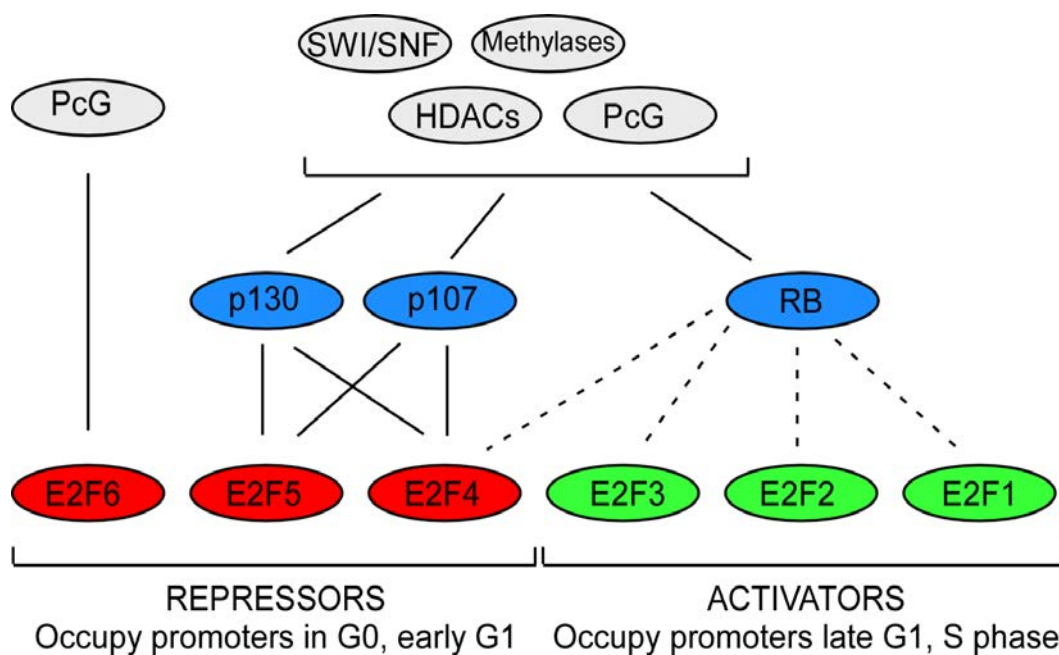 SWI/SNF Methylases
PcG
HDACs PcG
p130 p107 RB
E2F6 E2F5 E2F4 E2F3 E2F2 E2F1
REPRESSORS ACTIVATORS
Occupy promoters in G0, early G1 Occupy promoters late G1, S phase